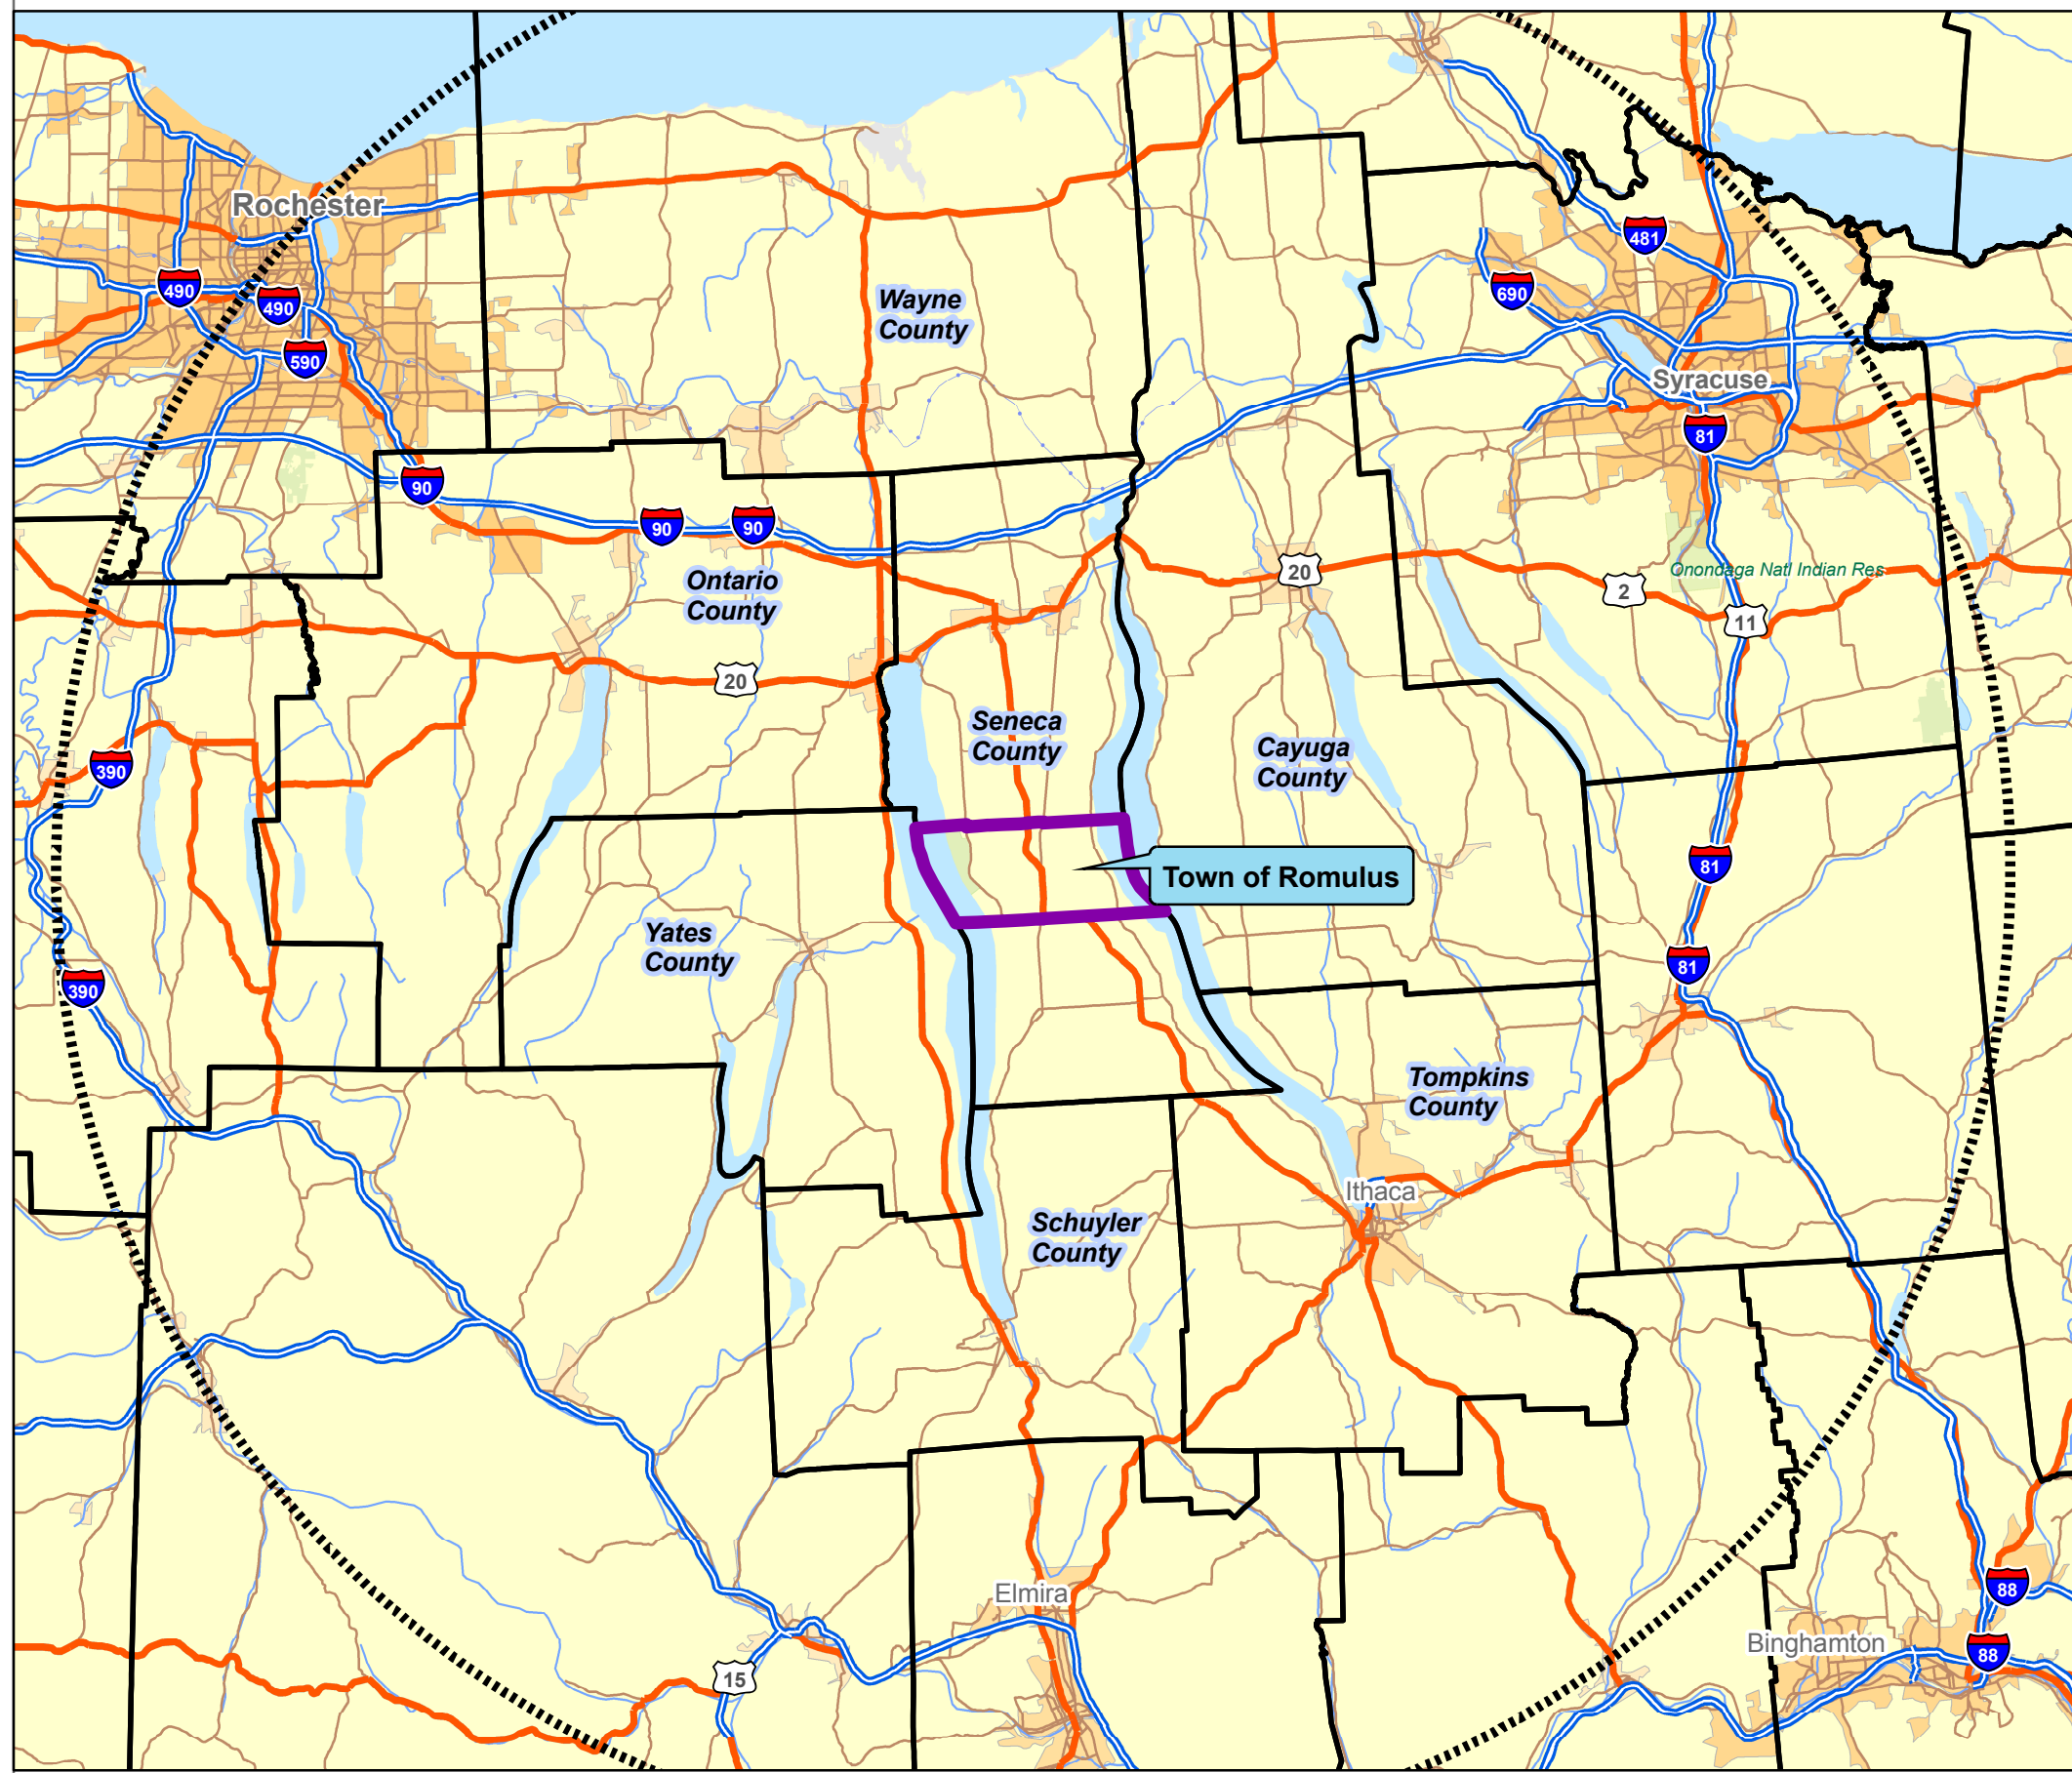 Rochester
481
490
690
490
Wayne
County
590
Syracuse
81
90
90
90
20
Onondaga Natl Indian Res
Ontario
County
2
11
20
Seneca
County
Cayuga
County
390
81
Town of Romulus
Yates
County
81
390
Tompkins
County
Ithaca
Schuyler
County
88
Elmira
Binghamton
88
15